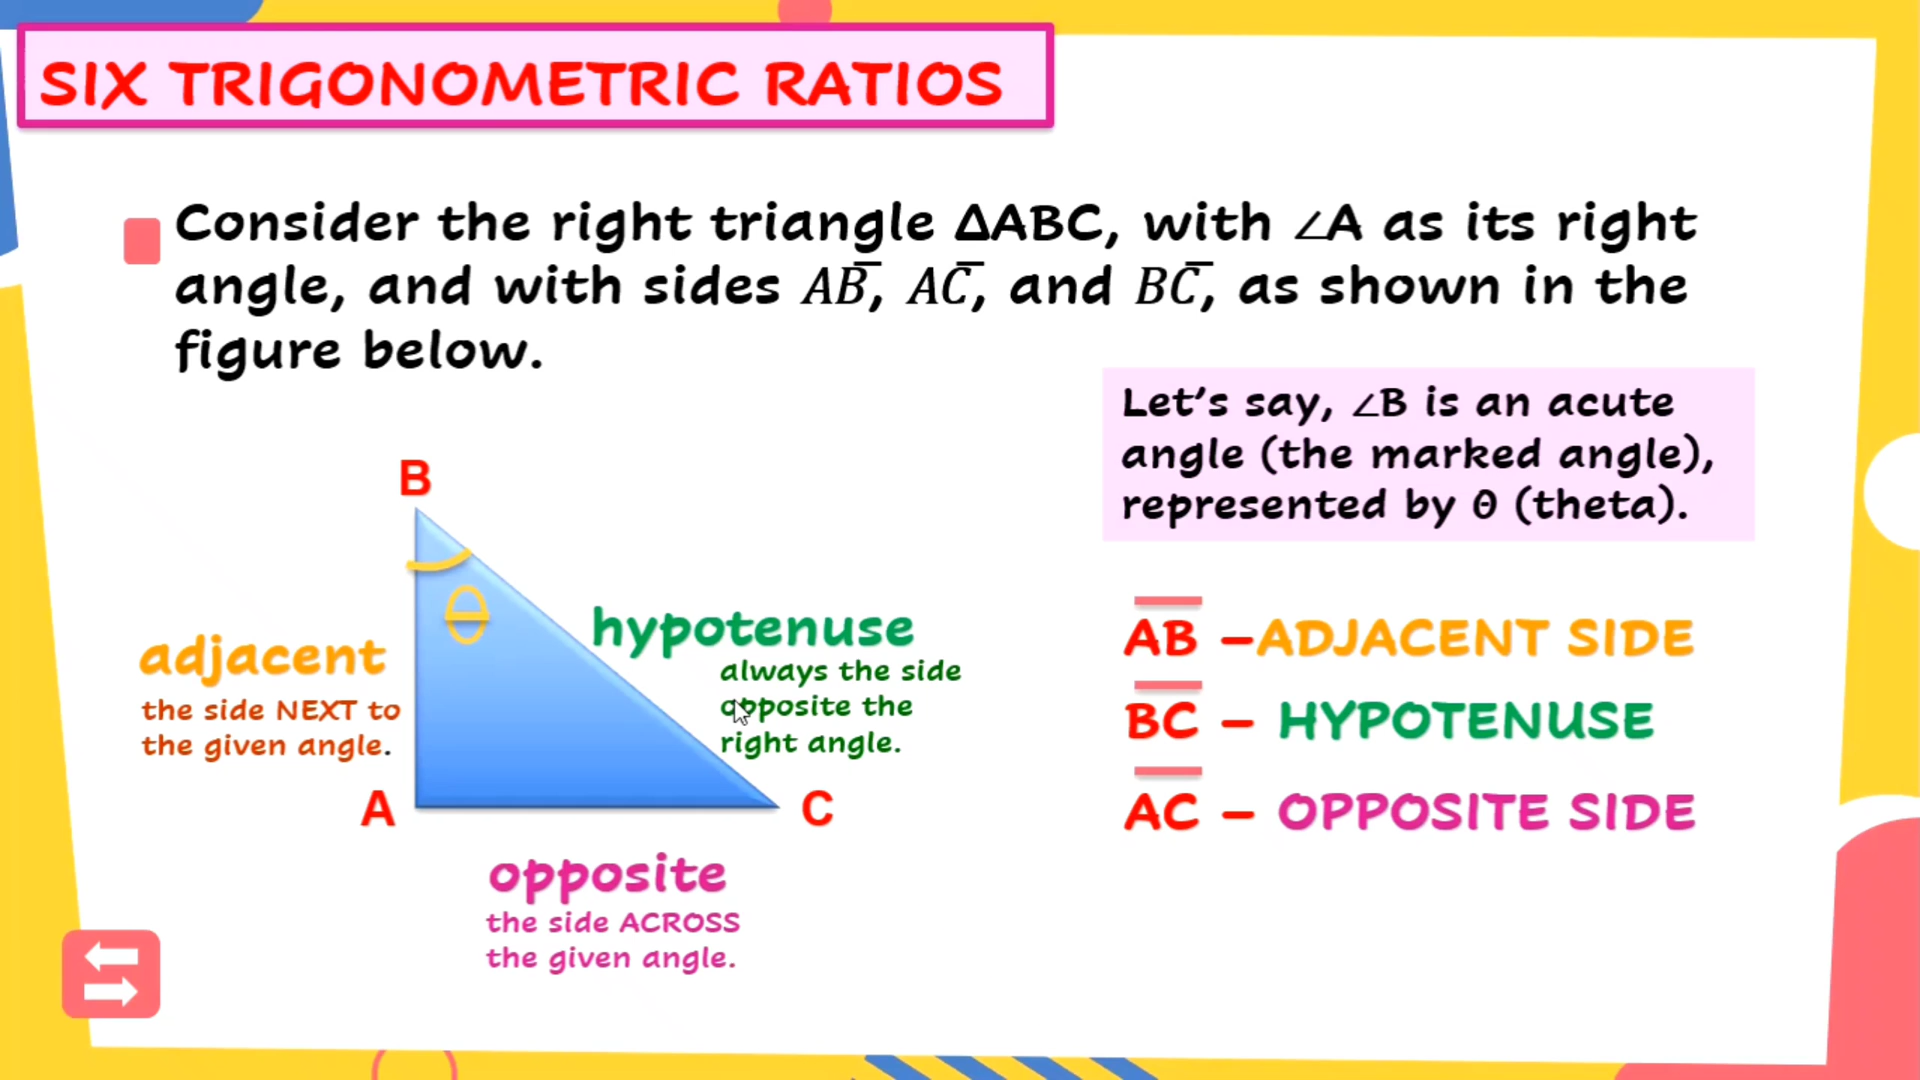 SIX TRIGONOMETRIC RATIOS
Consider the right triangle ΔABC, with ∠A as its right
angle, and with sides AB̅, AC̅, and BC̅, as shown in the
figure below.
Let's say, ∠B is an acute
angle (the marked angle),
represented by θ (theta).
B
θ
hypotenuse
always the side
opposite the
right angle.
adjacent
the side NEXT to
the given angle.
A
C
opposite
the side ACROSS
the given angle.
A̅B̅ –ADJACENT SIDE
B̅C̅ – HYPOTENUSE
A̅C̅ – OPPOSITE SIDE